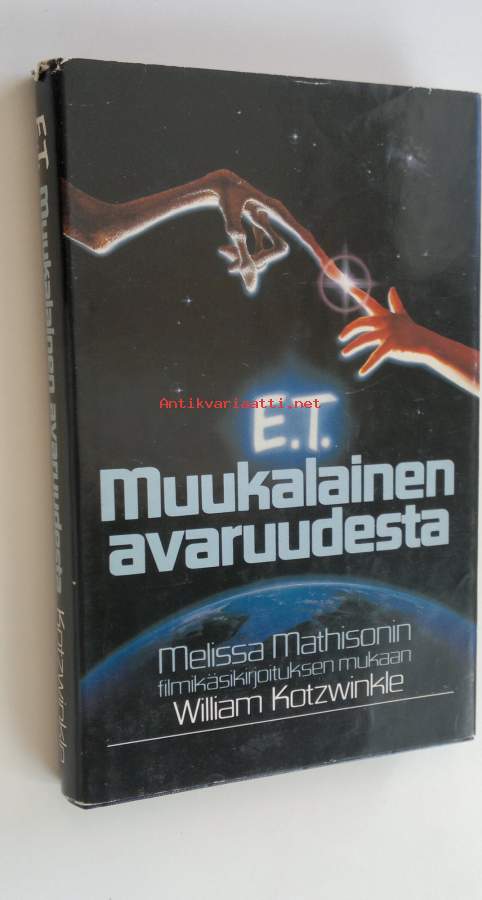 E.T. Muukalainen avaruudesta Kotzwinkle
Antikvariaatti.net
E.T.
Muukalainen
avaruudesta
Melissa Mathisonin
filmikäsikirjoituksen mukaan
William Kotzwinkle